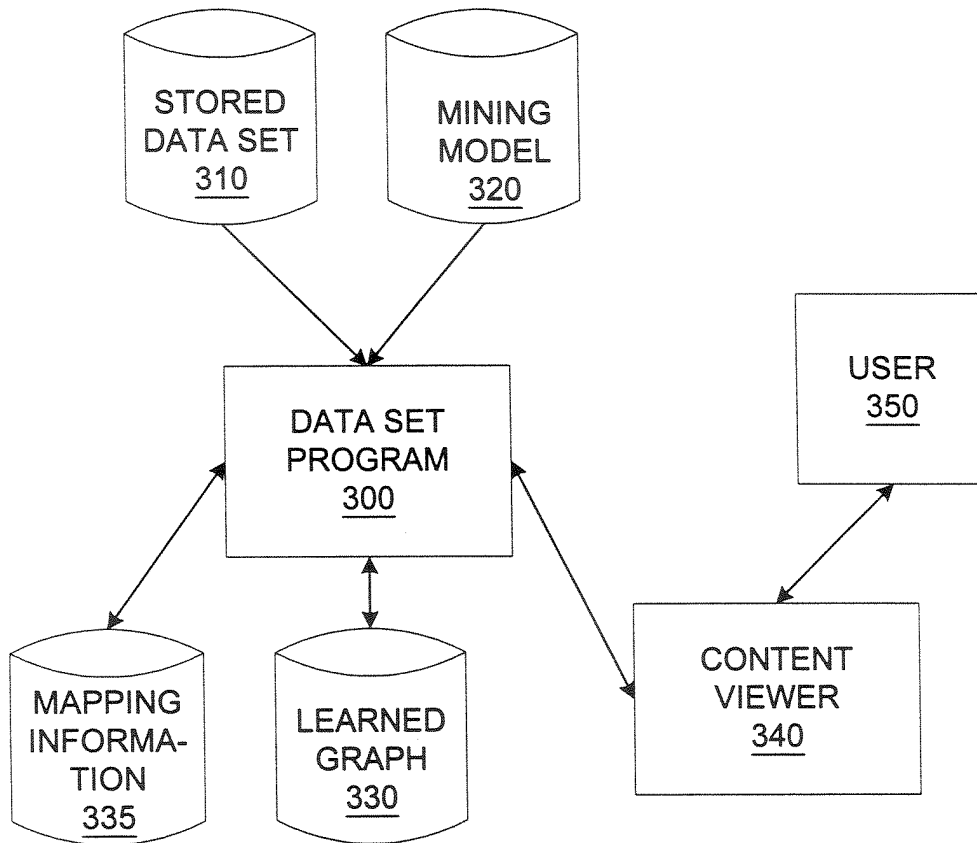 STORED
DATA SET
310
MINING
MODEL
320
DATA SET
PROGRAM
300
USER
350
MAPPING
INFORMA-
TION
335
LEARNED
GRAPH
330
CONTENT
VIEWER
340